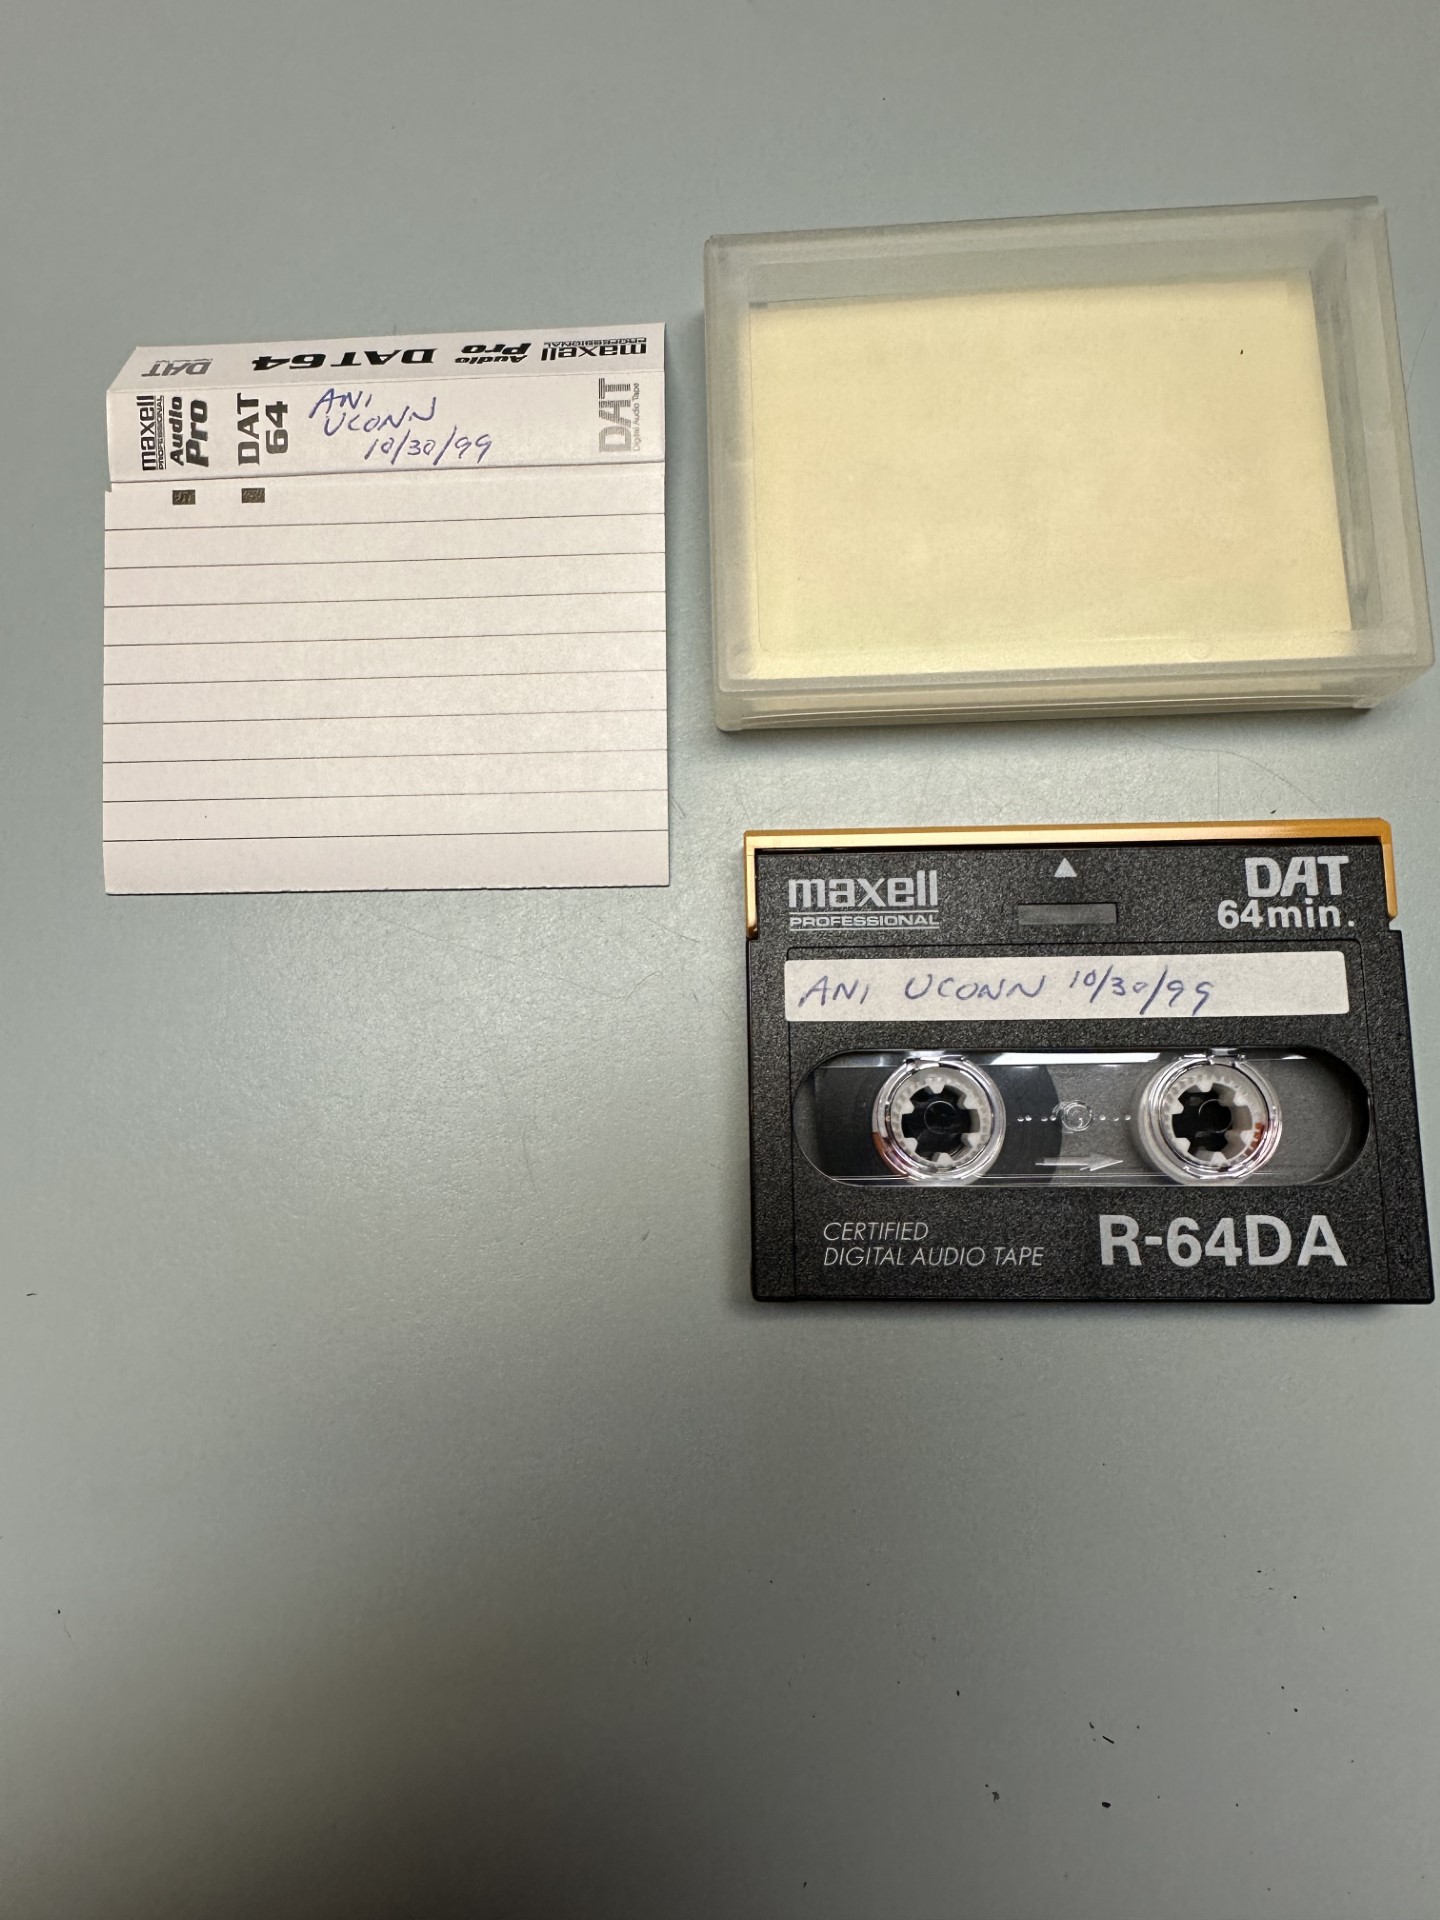 maxell
PROFESSIONAL
Audio
Pro
DAT64
DAT
maxell
PROFESSIONAL
Audio
Pro
DAT
64
ANI
UCONN
10/30/99
DAT
Digital Audio Tape
maxell
PROFESSIONAL
DAT
64min.
ANI UCONN 10/30/99
CERTIFIED
DIGITAL AUDIO TAPE
R-64DA